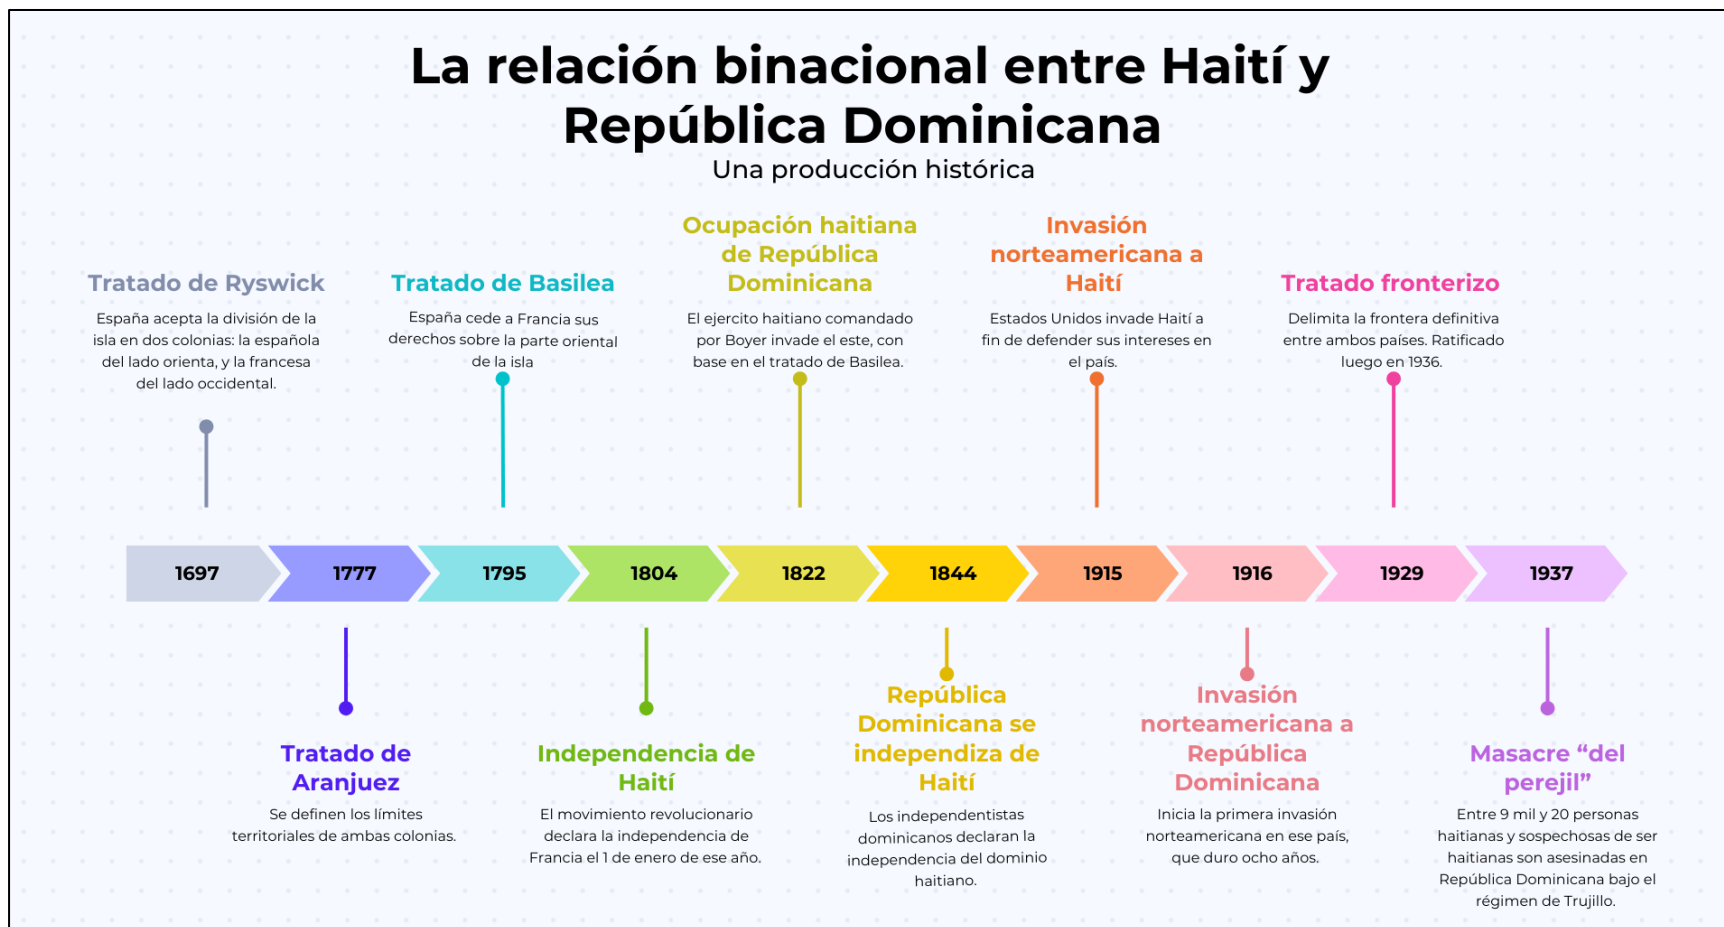 La relación binacional entre Haití y
República Dominicana
Una producción histórica
Tratado de Ryswick
España acepta la división de la
isla en dos colonias: la española
del lado orienta, y la francesa
del lado occidental.
Tratado de Basilea
España cede a Francia sus
derechos sobre la parte oriental
de la isla
Ocupación haitiana
de República
Dominicana
El ejercito haitiano comandado
por Boyer invade el este, con
base en el tratado de Basilea.
Invasión
norteamericana a
Haití
Estados Unidos invade Haití a
fin de defender sus intereses en
el país.
Tratado fronterizo
Delimita la frontera definitiva
entre ambos países. Ratificado
luego en 1936.
1697
1777
1795
1804
1822
1844
1915
1916
1929
1937
Tratado de
Aranjuez
Se definen los límites
territoriales de ambas colonias.
Independencia de
Haití
El movimiento revolucionario
declara la independencia de
Francia el 1 de enero de ese año.
República
Dominicana se
independiza de
Haití
Los independentistas
dominicanos declaran la
independencia del dominio
haitiano.
Invasión
norteamericana a
República
Dominicana
Inicia la primera invasión
norteamericana en ese país,
que duro ocho años.
Masacre “del
perejil”
Entre 9 mil y 20 personas
haitianas y sospechosas de ser
haitianas son asesinadas en
República Dominicana bajo el
régimen de Trujillo.